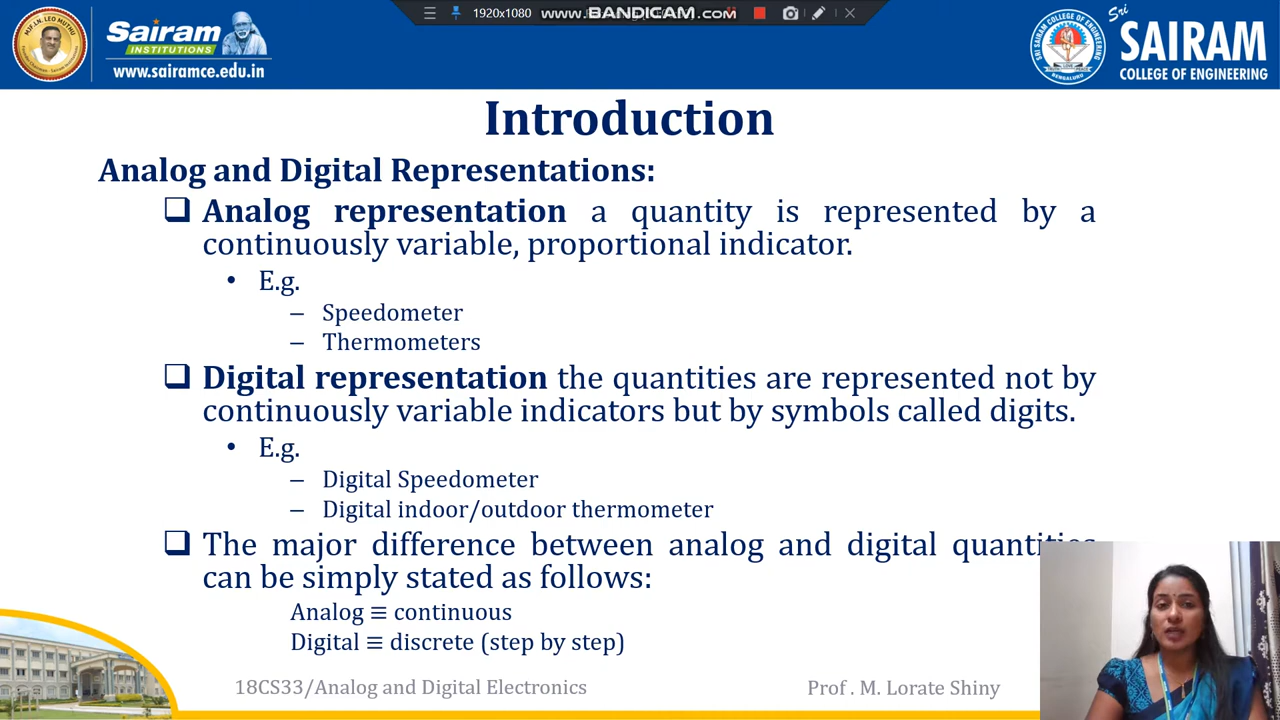 1920x1080
www.BANDICAM.com
Sairam
INSTITUTIONS
www.sairamce.edu.in
Sri
SAIRAM
COLLEGE OF ENGINEERING
Introduction
Analog and Digital Representations:
❑ Analog representation a quantity is represented by a
continuously variable, proportional indicator.
• E.g.
– Speedometer
– Thermometers
❑ Digital representation the quantities are represented not by
continuously variable indicators but by symbols called digits.
• E.g.
– Digital Speedometer
– Digital indoor/outdoor thermometer
❑ The major difference between analog and digital quantities
can be simply stated as follows:
Analog ≡ continuous
Digital ≡ discrete (step by step)
18CS33/Analog and Digital Electronics
Prof . M. Lorate Shiny